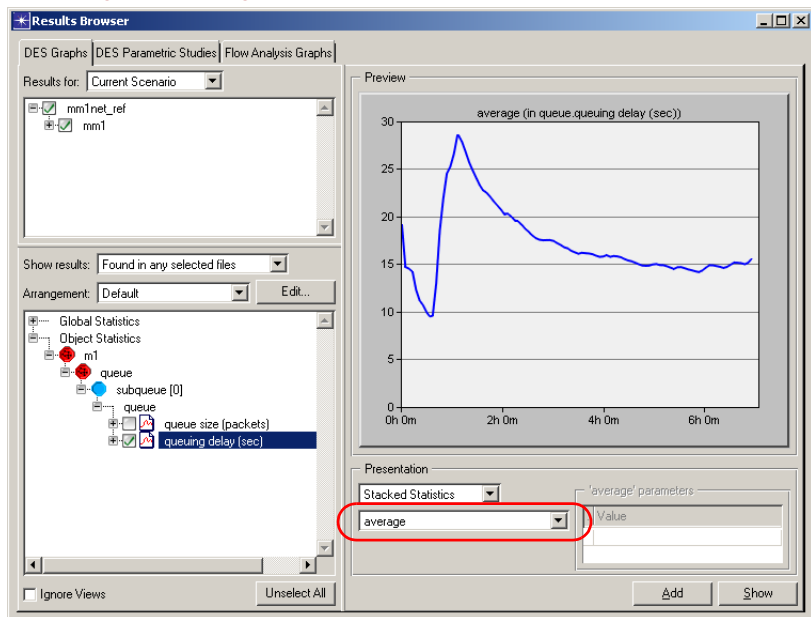 Results Browser
DES Graphs DES Parametric Studies Flow Analysis Graphs
Results for: Current Scenario
mm1net_ref
mm1
Show results: Found in any selected files
Arrangement: Default Edit...
Global Statistics
Object Statistics
m1
queue
subqueue [0]
queue
queue size (packets)
queuing delay (sec)
Ignore Views Unselect All
Preview
average (in queue.queuing delay (sec))
30
25
20
15
10
5
0
0h 0m 2h 0m 4h 0m 6h 0m
Presentation
Stacked Statistics
average
'average' parameters
Value
Add Show